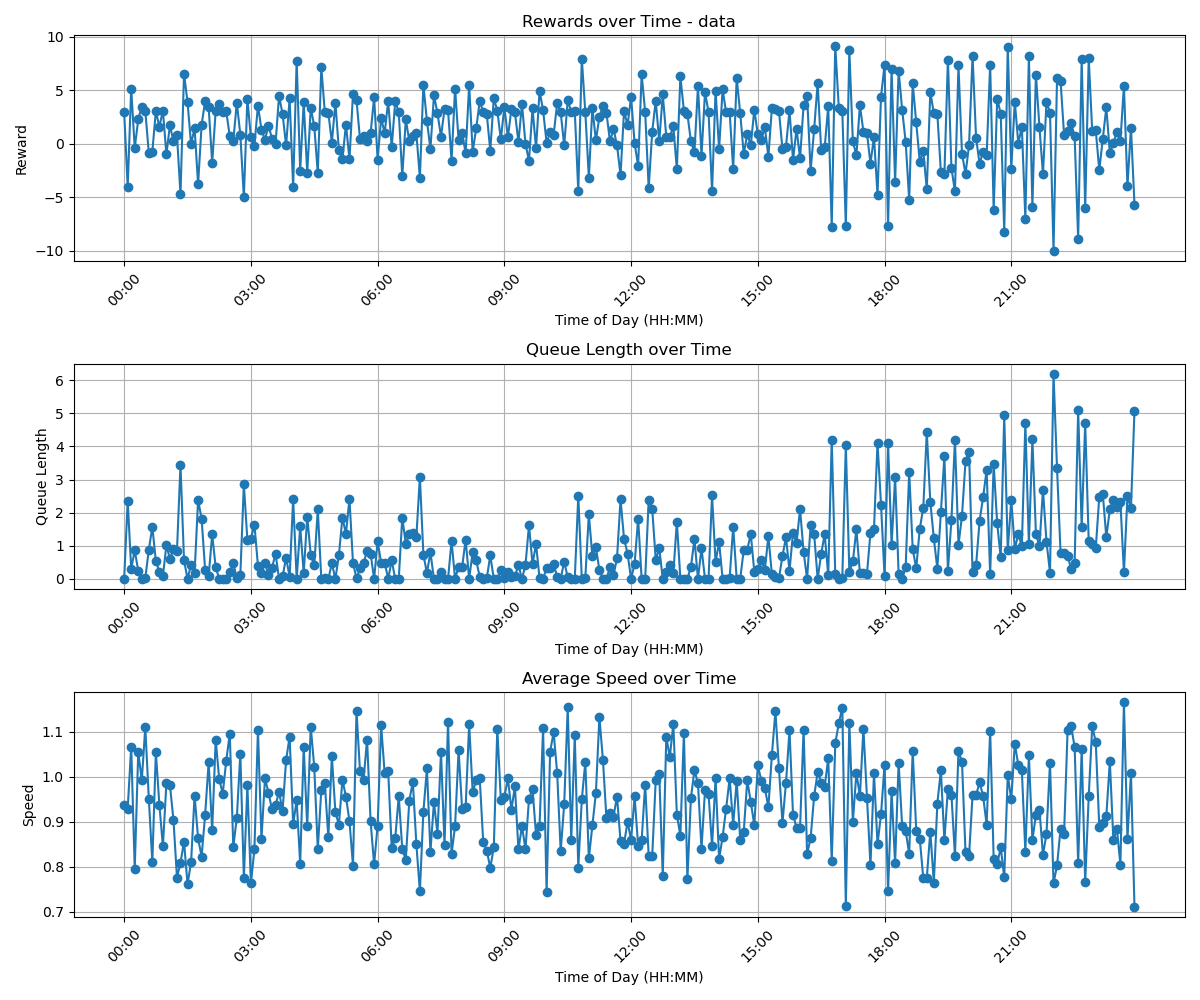 Rewards over Time - data
10
5
0
−5
−10
Reward
00:00 03:00 06:00 09:00 12:00 15:00 18:00 21:00
Time of Day (HH:MM)
Queue Length over Time
6
5
4
3
2
1
0
Queue Length
00:00 03:00 06:00 09:00 12:00 15:00 18:00 21:00
Time of Day (HH:MM)
Average Speed over Time
1.1
1.0
0.9
0.8
0.7
Speed
00:00 03:00 06:00 09:00 12:00 15:00 18:00 21:00
Time of Day (HH:MM)